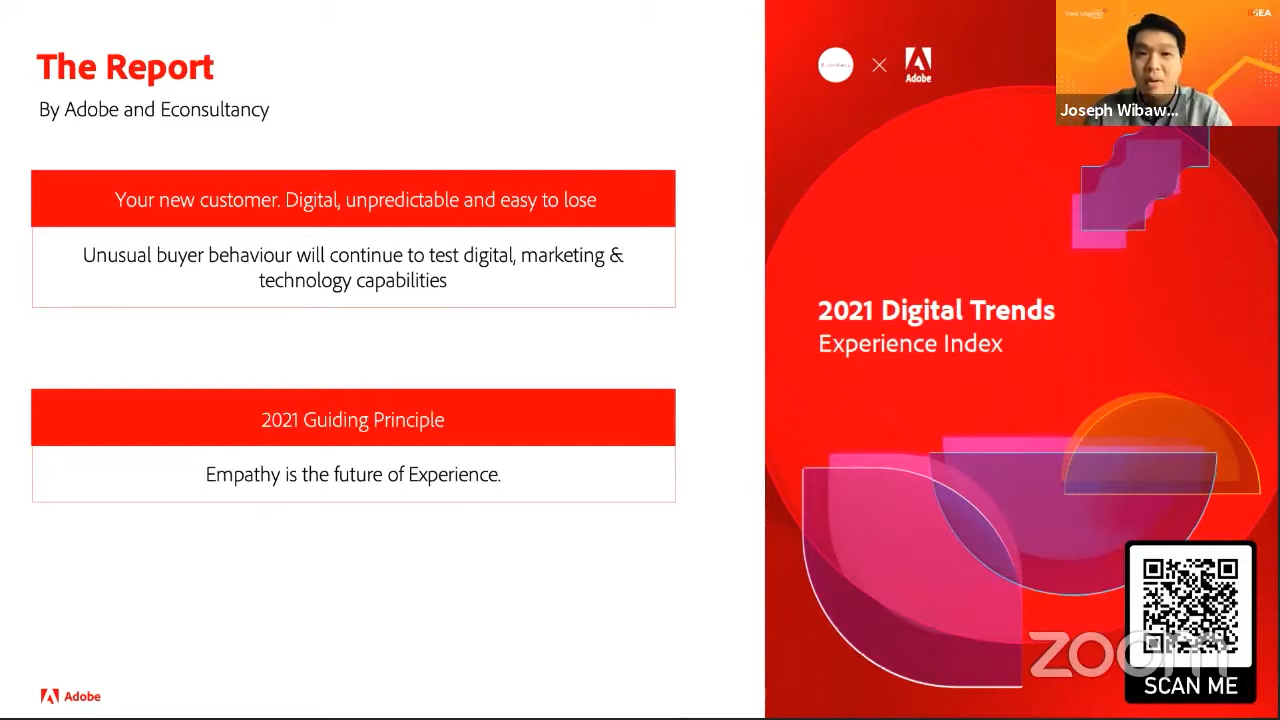 The Report
By Adobe and Econsultancy
Your new customer. Digital, unpredictable and easy to lose
Unusual buyer behaviour will continue to test digital, marketing &
technology capabilities
2021 Guiding Principle
Empathy is the future of Experience.
Adobe
Adobe
Joseph Wibaw...
2021 Digital Trends
Experience Index
zoom
SCAN ME